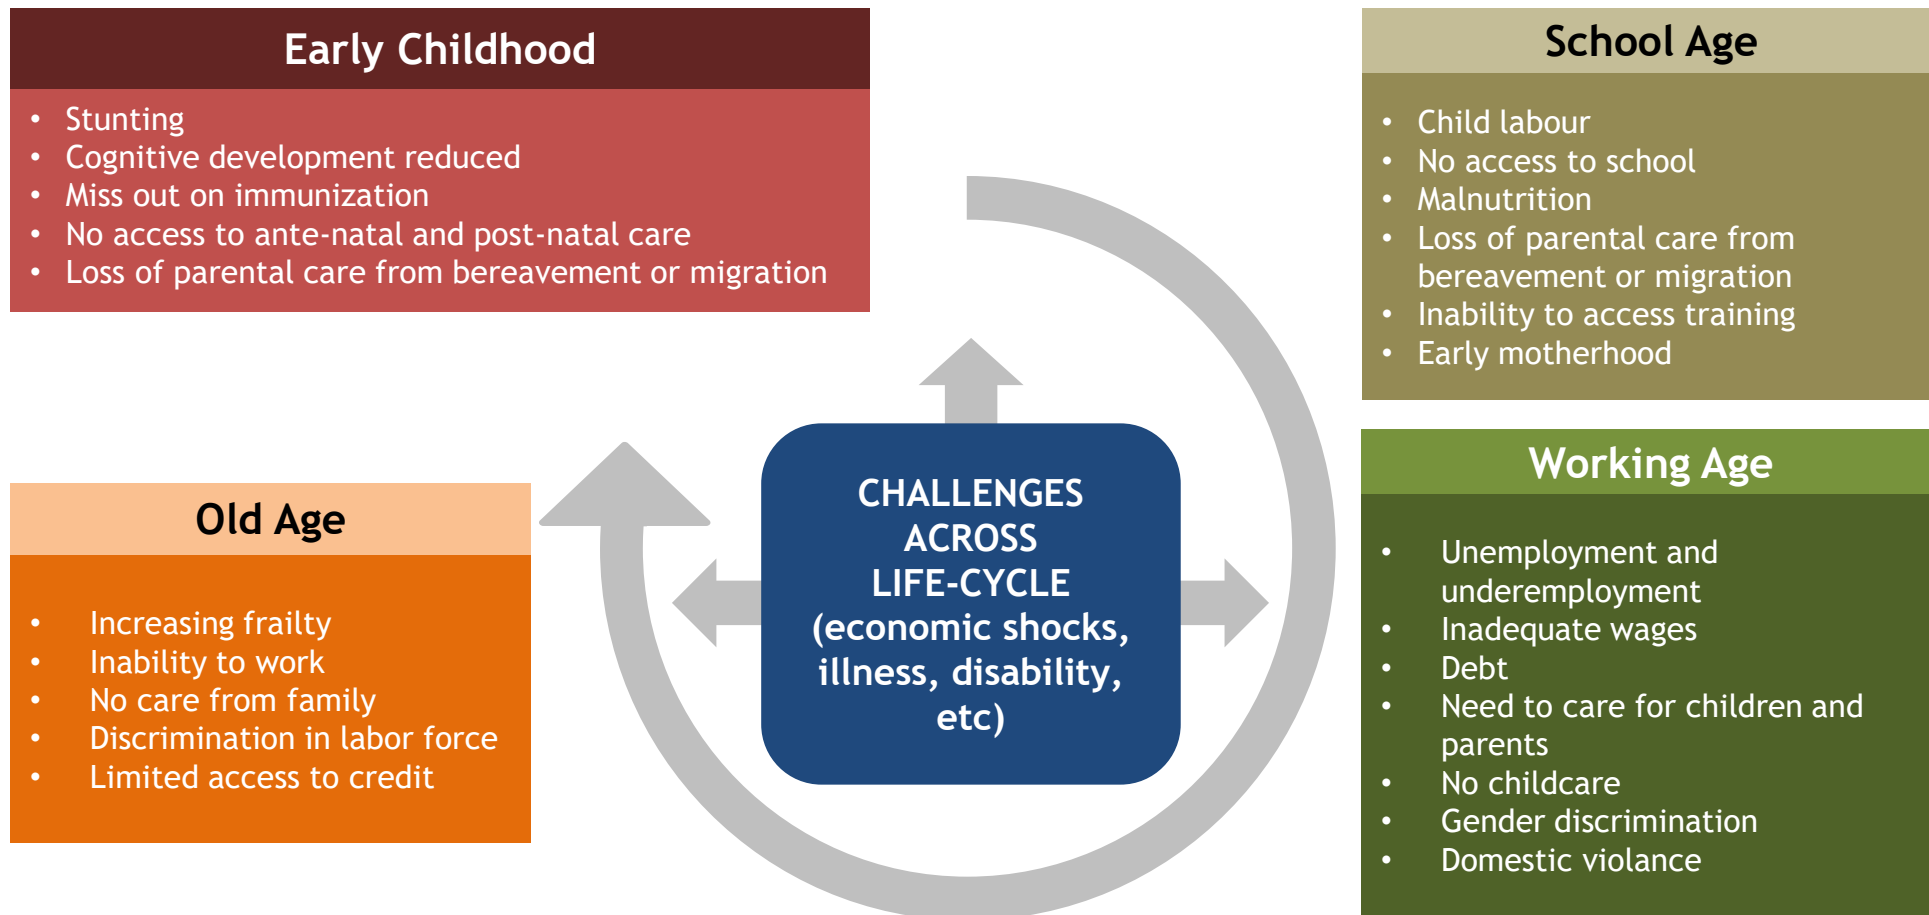 Early Childhood
• Stunting
• Cognitive development reduced
• Miss out on immunization
• No access to ante-natal and post-natal care
• Loss of parental care from bereavement or migration
School Age
• Child labour
• No access to school
• Malnutrition
• Loss of parental care from
bereavement or migration
• Inability to access training
• Early motherhood
CHALLENGES
ACROSS
LIFE-CYCLE
(economic shocks,
illness, disability,
etc)
Old Age
• Increasing frailty
• Inability to work
• No care from family
• Discrimination in labor force
• Limited access to credit
Working Age
• Unemployment and
underemployment
• Inadequate wages
• Debt
• Need to care for children and
parents
• No childcare
• Gender discrimination
• Domestic violance